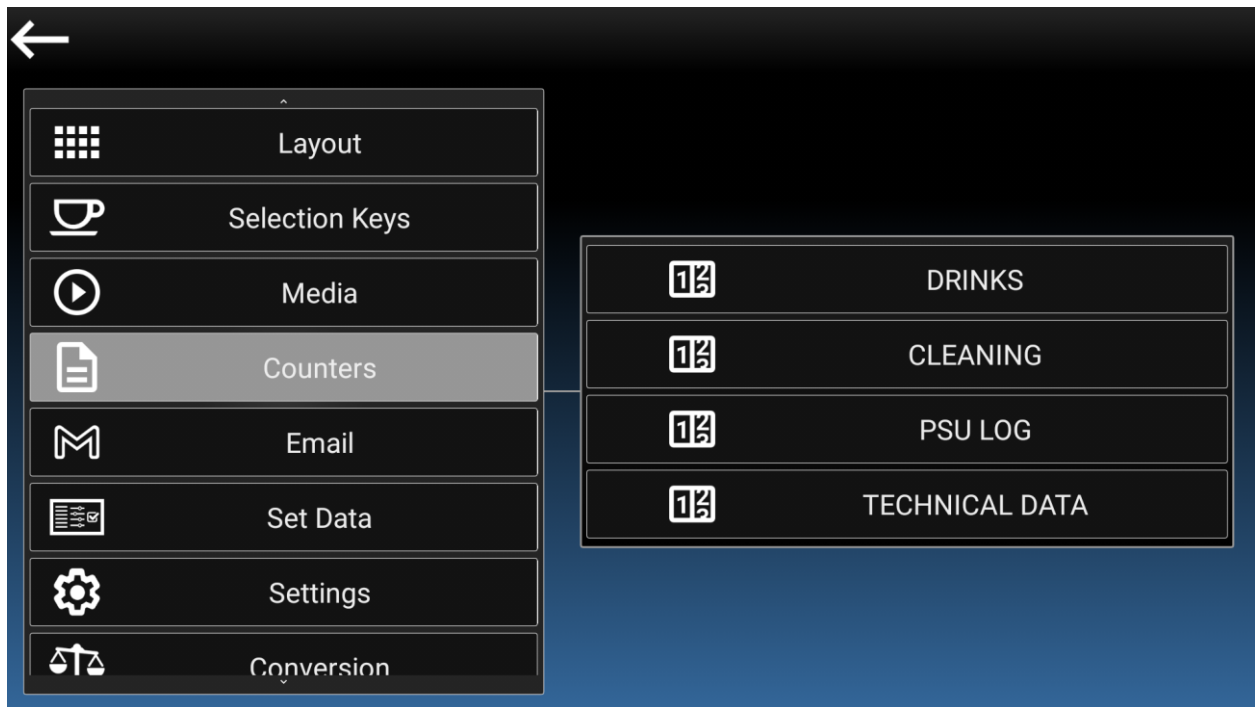 Layout
Selection Keys
Media
Counters
Email
Set Data
Settings
Conversion
DRINKS
CLEANING
PSU LOG
TECHNICAL DATA